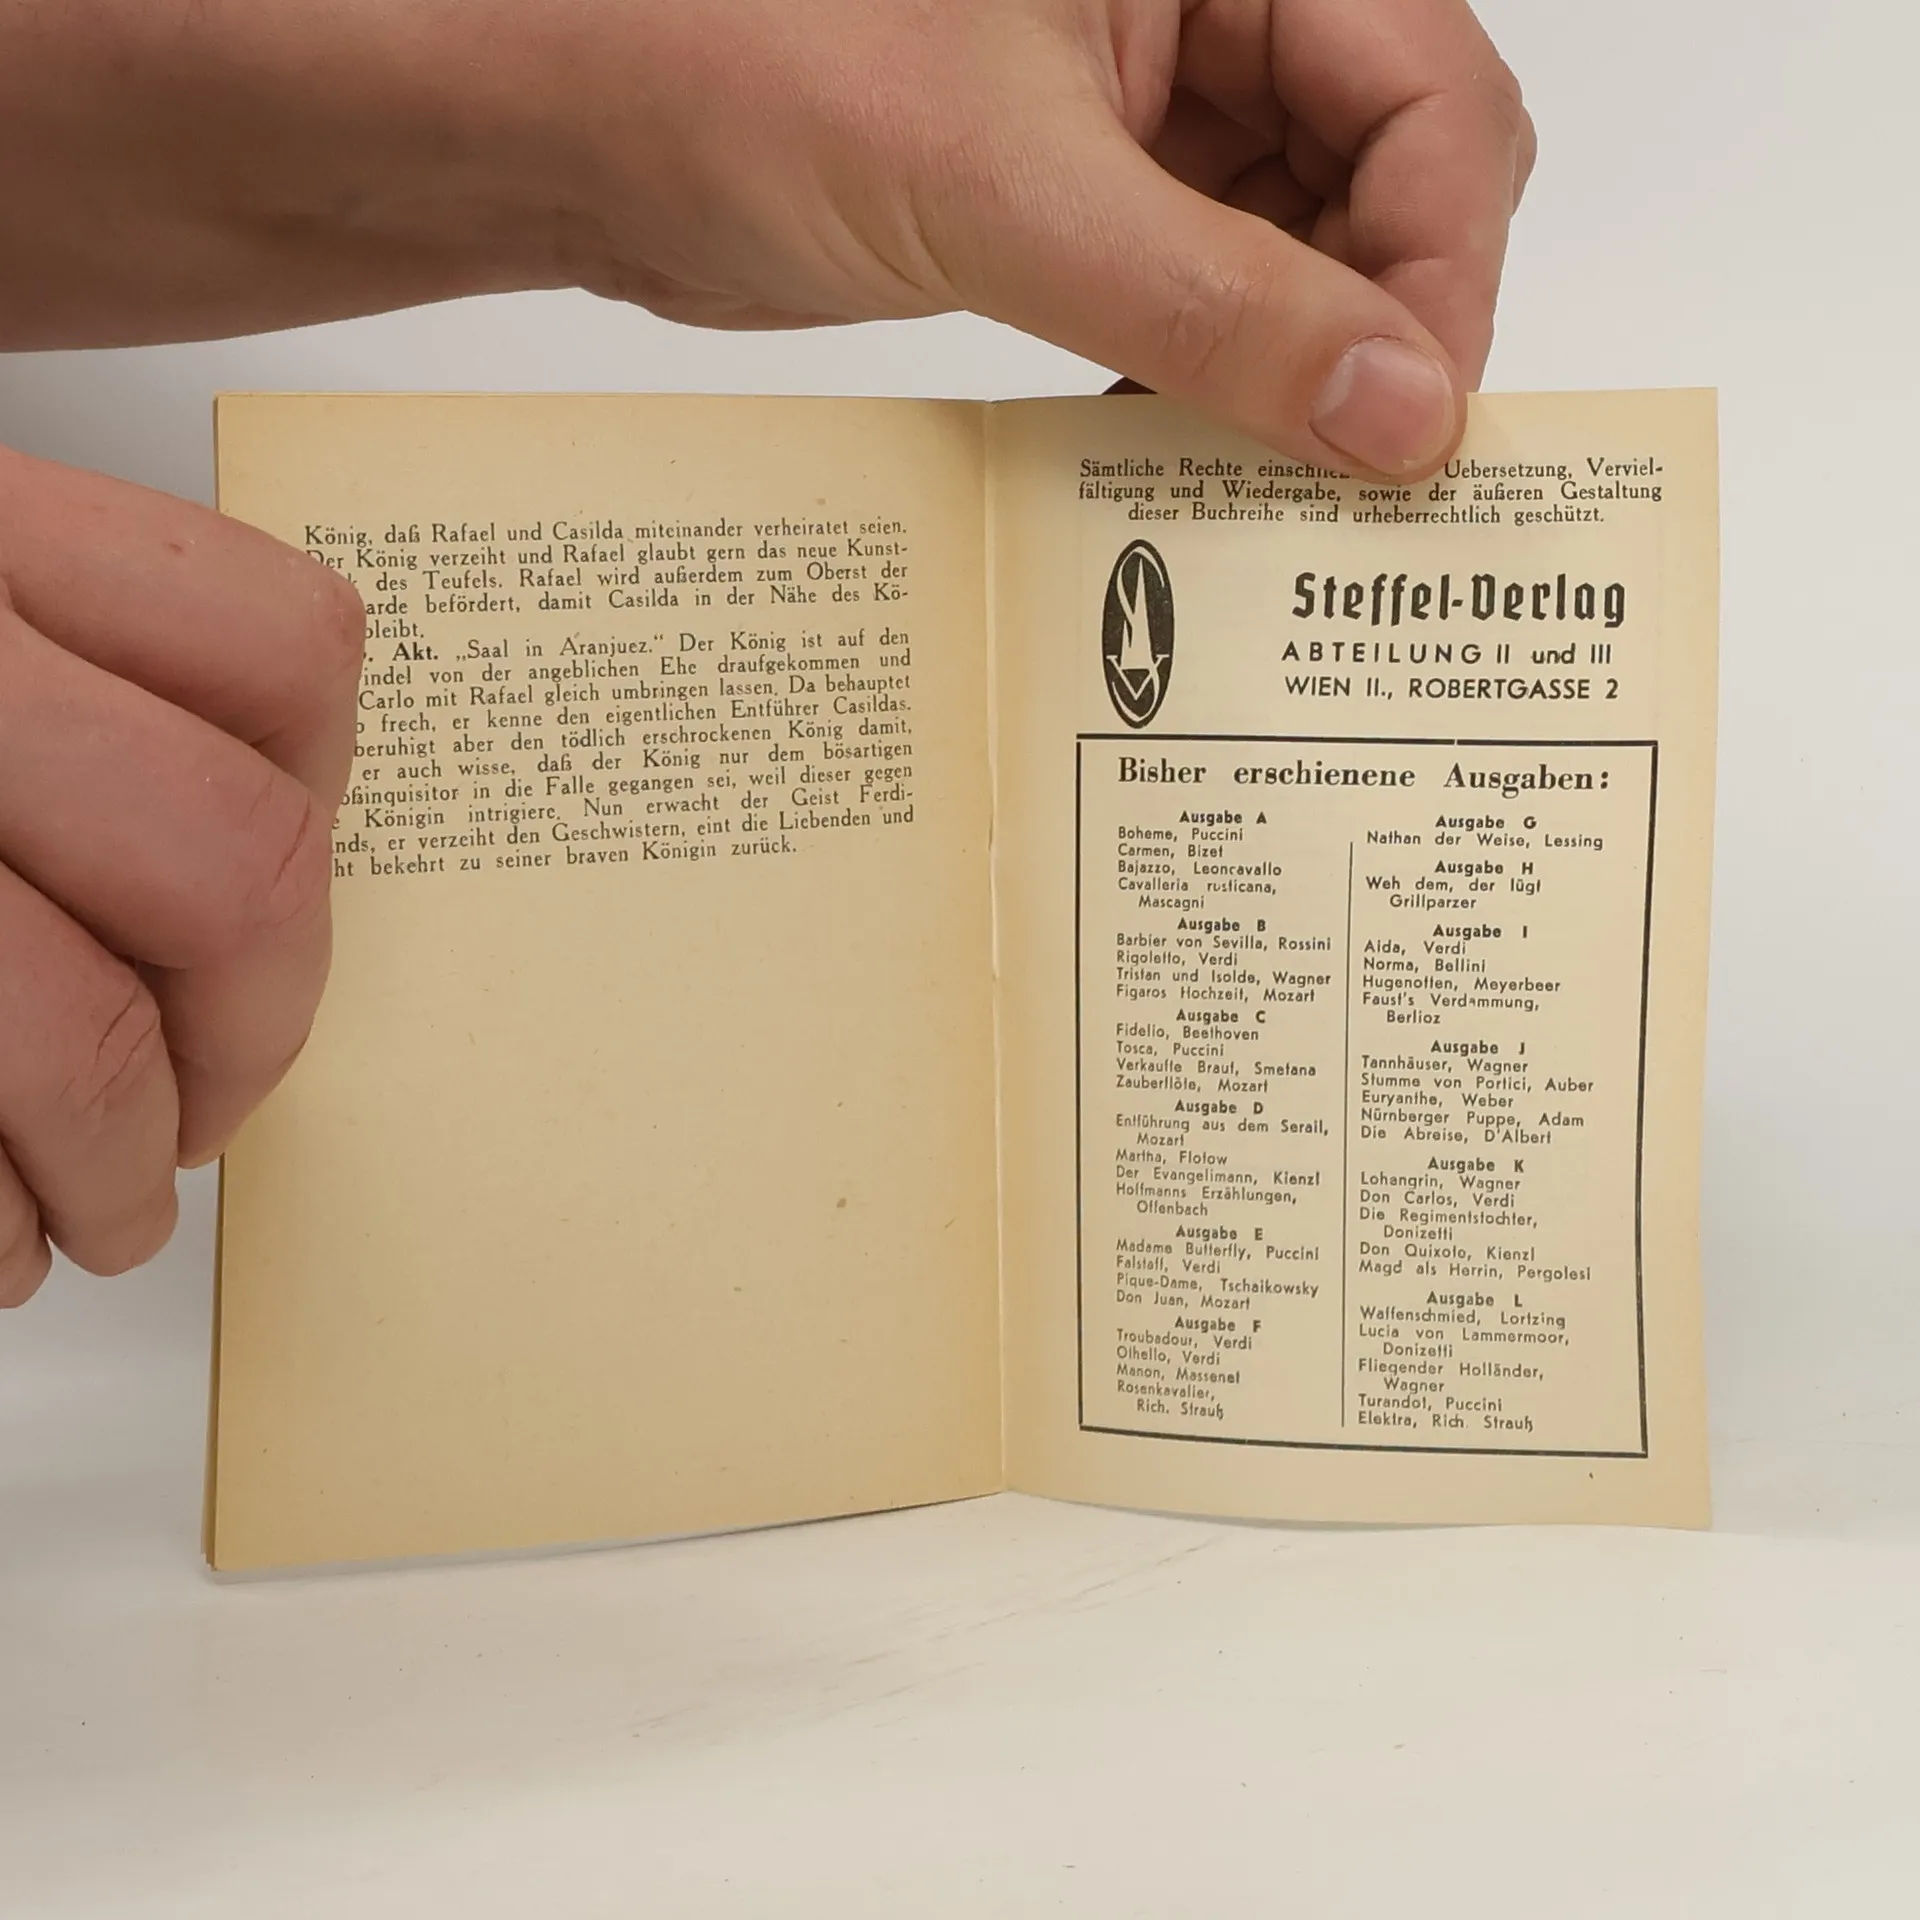 König, daß Rafael und Casilda miteinander verheiratet seien.
Der König verzeiht und Rafael glaubt gern das neue Kunst-
des Teufels. Rafael wird außerdem zum Oberst der
arde befördert, damit Casilda in der Nähe des Kö-
bleibt.
Akt. „Saal in Aranjuez.“ Der König ist auf den
indel von der angeblichen Ehe draufgekommen und
Carlo mit Rafael gleich umbringen lassen. Da behauptet
frech, er kenne den eigentlichen Entführer Casildas.
beruhigt aber den tödlich erschrockenen König damit,
er auch wisse, daß der König nur dem bösartigen
oßinquisitor in die Falle gegangen sei, weil dieser gegen
Königin intrigiere. Nun erwacht der Geist Ferdi-
nds, er verzeiht den Geschwistern, eint die Liebenden und
ht bekehrt zu seiner braven Königin zurück.
Sämtliche Rechte Uebersetzung, Verviel-
fältigung und Wiedergabe, sowie der äußeren Gestaltung
dieser Buchreihe sind urheberrechtlich geschützt.
Steffel-Verlag
ABTEILUNG II und III
WIEN II., ROBERTGASSE 2
Bisher erschienene Ausgaben:
Ausgabe A
Boheme, Puccini
Carmen, Bizet
Bajazzo, Leoncavallo
Cavalleria rusticana,
Mascagni
Ausgabe B
Barbier von Sevilla, Rossini
Rigoletto, Verdi
Tristan und Isolde, Wagner
Figaros Hochzeit, Mozart
Ausgabe C
Fidelio, Beethoven
Tosca, Puccini
Verkaufte Braut, Smetana
Zauberflöte, Mozart
Ausgabe D
Entführung aus dem Serail,
Mozart
Martha, Flotow
Der Evangelimann, Kienzl
Hoffmanns Erzählungen,
Offenbach
Ausgabe E
Madame Butterfly, Puccini
Falstaff, Verdi
Pique-Dame, Tschaikowsky
Don Juan, Mozart
Ausgabe F
Troubadour, Verdi
Othello, Verdi
Manon, Massenet
Rosenkavalier,
Rich. Strauß
Ausgabe G
Nathan der Weise, Lessing
Ausgabe H
Weh dem, der lügt
Grillparzer
Ausgabe I
Aida, Verdi
Norma, Bellini
Hugenotten, Meyerbeer
Faust's Verdammung,
Berlioz
Ausgabe J
Tannhäuser, Wagner
Stumme von Portici, Auber
Euryanthe, Weber
Nürnberger Puppe, Adam
Die Abreise, D'Albert
Ausgabe K
Lohangrin, Wagner
Don Carlos, Verdi
Die Regimentstochter,
Donizetti
Don Quixote, Kienzl
Magd als Herrin, Pergolesi
Ausgabe L
Waffenschmied, Lortzing
Lucia von Lammermoor,
Donizetti
Fliegender Holländer,
Wagner
Turandot, Puccini
Elektra, Rich. Strauß